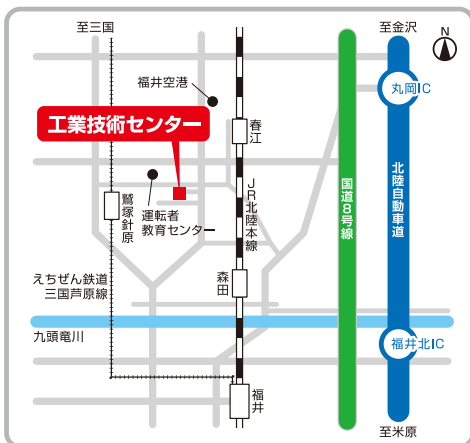 至三国
至金沢
N
福井空港
丸岡IC
工業技術センター
春江
鷲塚針原
運転者
教育センター
JR北陸本線
国道8号線
北陸自動車道
えちぜん鉄道
三国芦原線
森田
九頭竜川
福井北IC
福井
至米原